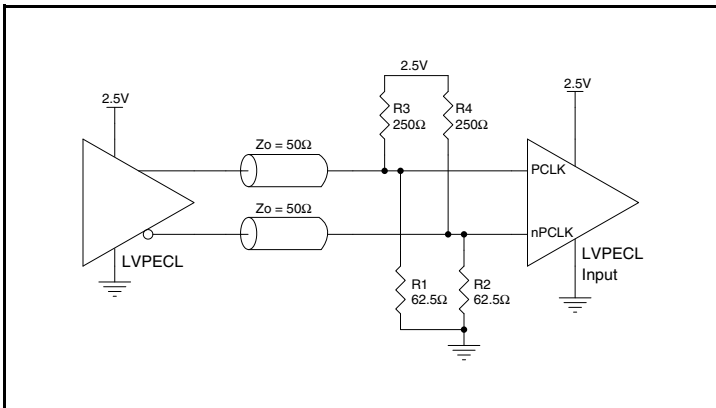 2.5V
2.5V
2.5V
R3
250Ω
R4
250Ω
Zo = 50Ω
PCLK
Zo = 50Ω
nPCLK
LVPECL
LVPECL
Input
R1
62.5Ω
R2
62.5Ω